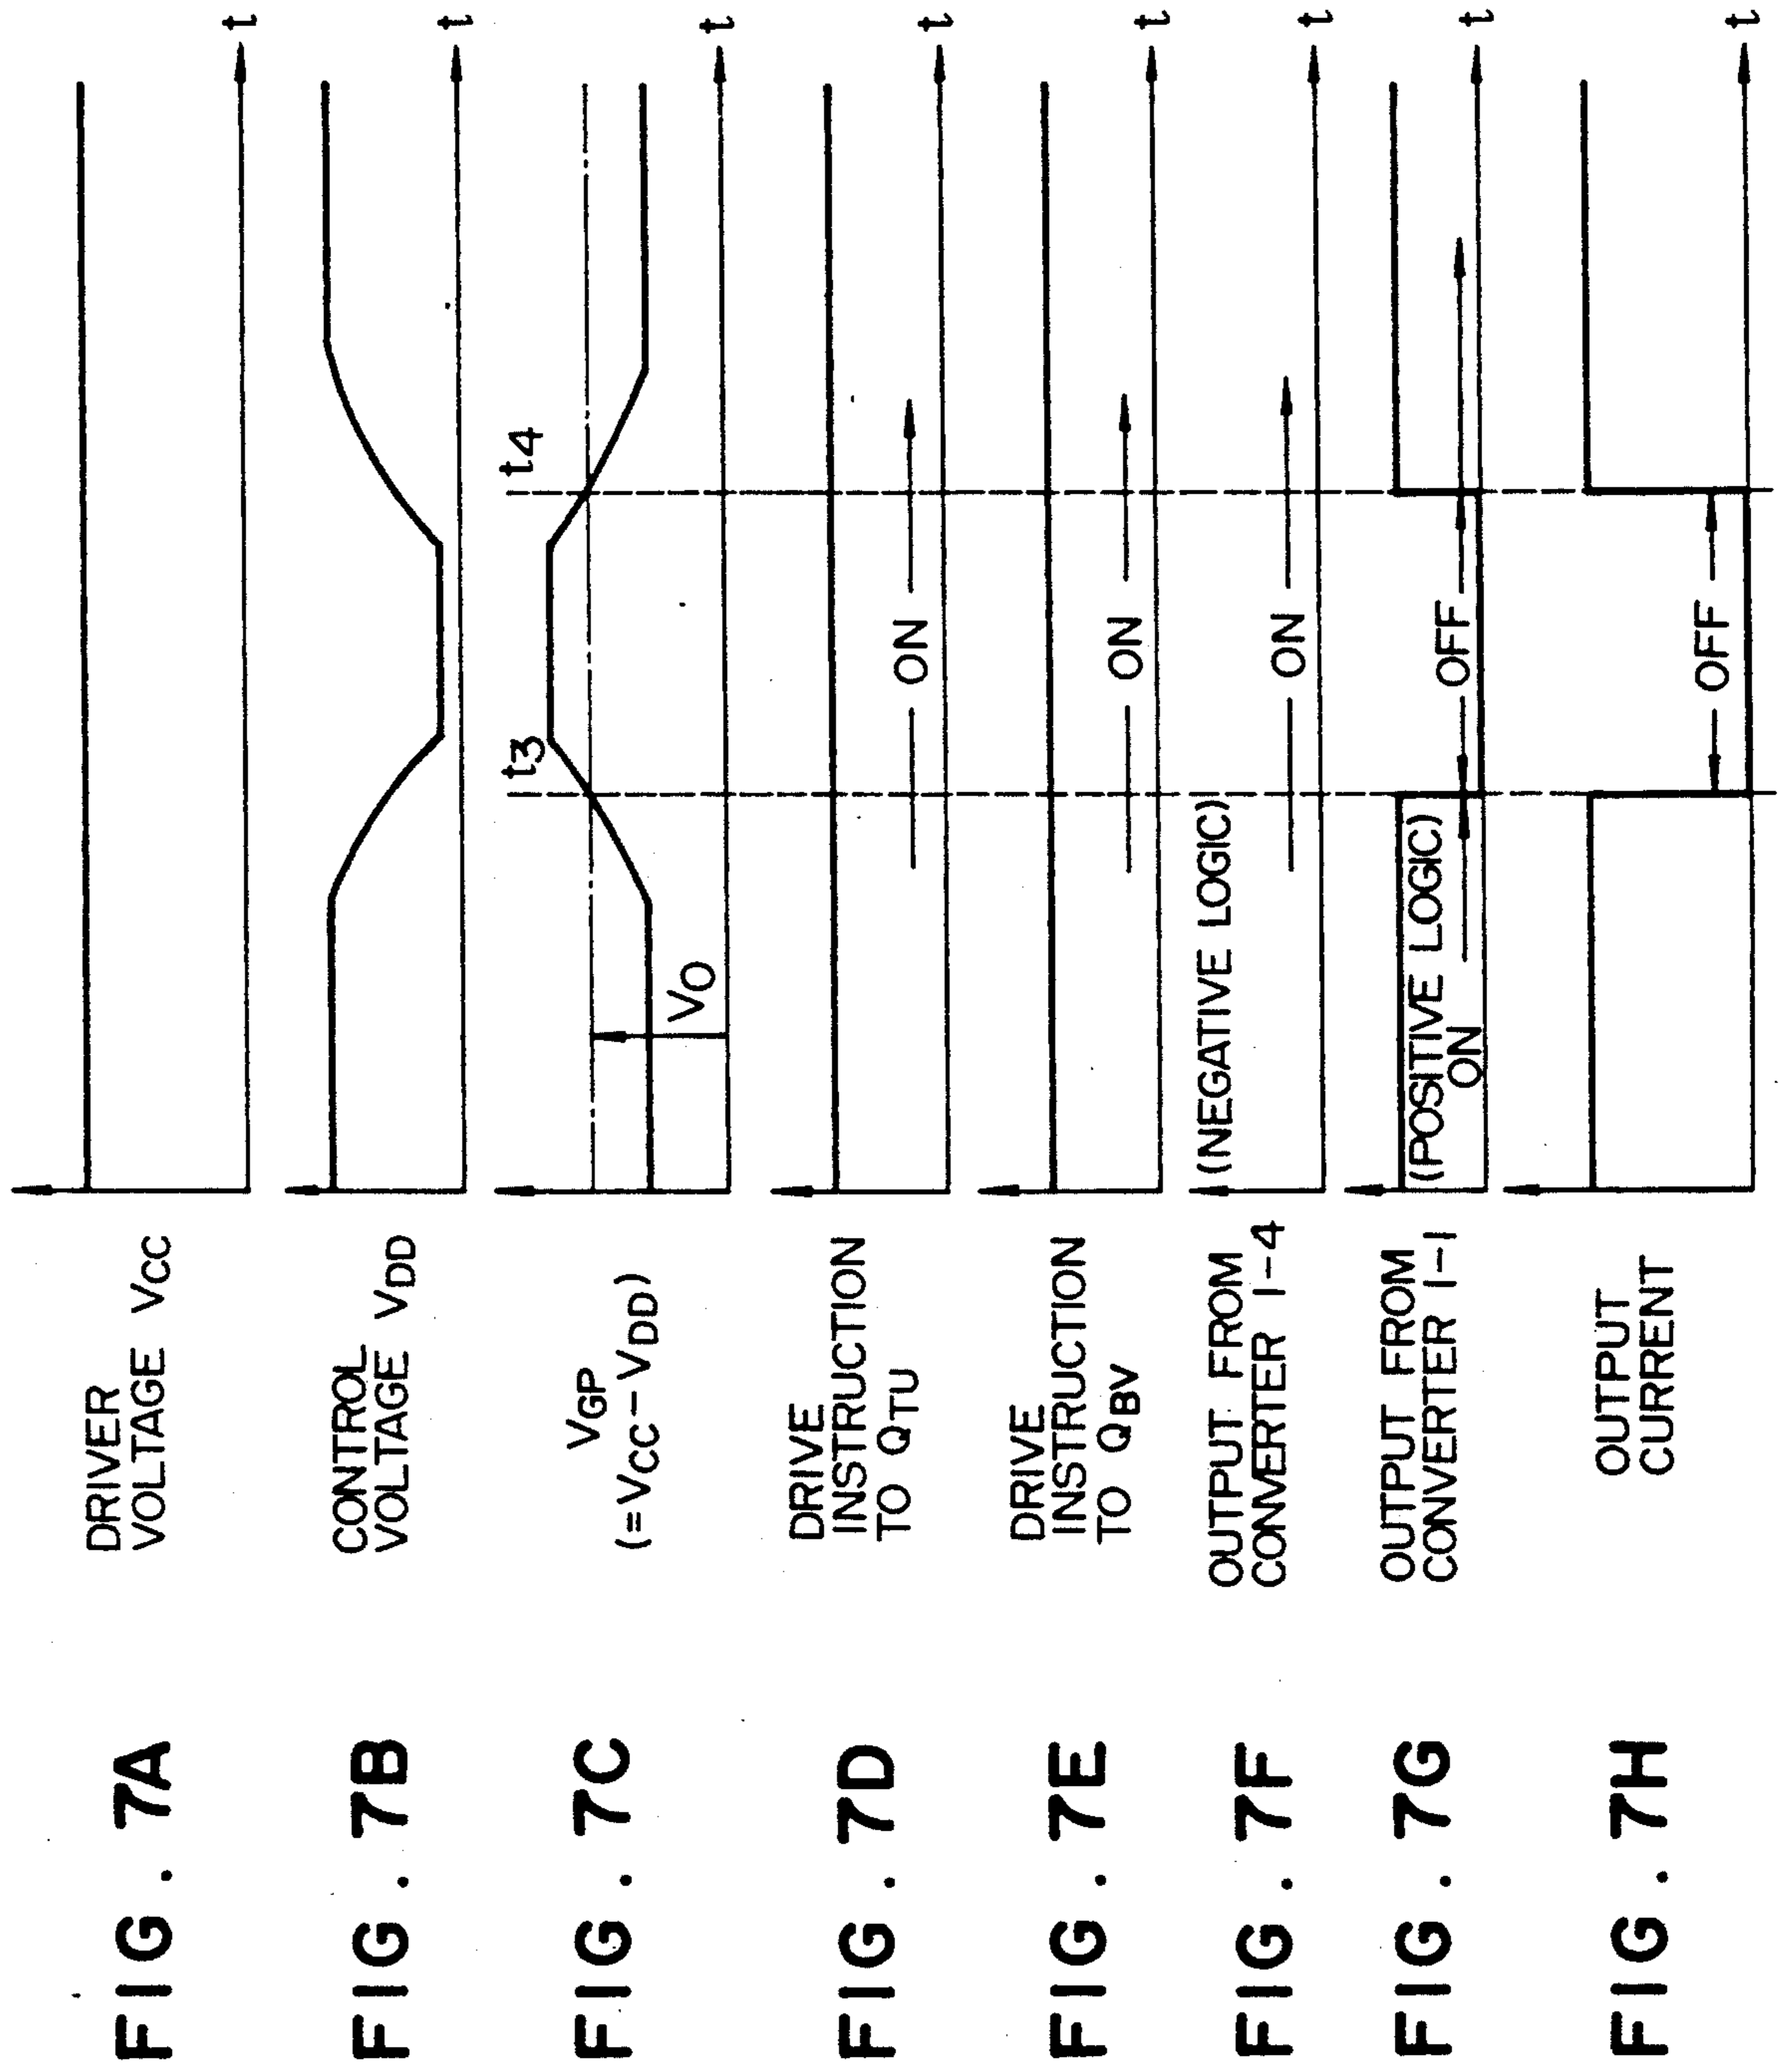 FIG. 7A
DRIVER
VOLTAGE VCC
t
FIG. 7B
CONTROL
VOLTAGE VDD
t
FIG. 7C
VGP
(=VCC-VDD)
VO
t3
t4
t
FIG. 7D
DRIVE
INSTRUCTION
TO QTU
ON
t
FIG. 7E
DRIVE
INSTRUCTION
TO QBV
ON
t
FIG. 7F
OUTPUT FROM
CONVERTER 1-4
(NEGATIVE LOGIC)
ON
t
FIG. 7G
OUTPUT FROM
CONVERTER 1-1
(POSITIVE LOGIC)
ON
OFF
t
FIG. 7H
OUTPUT
CURRENT
OFF
t